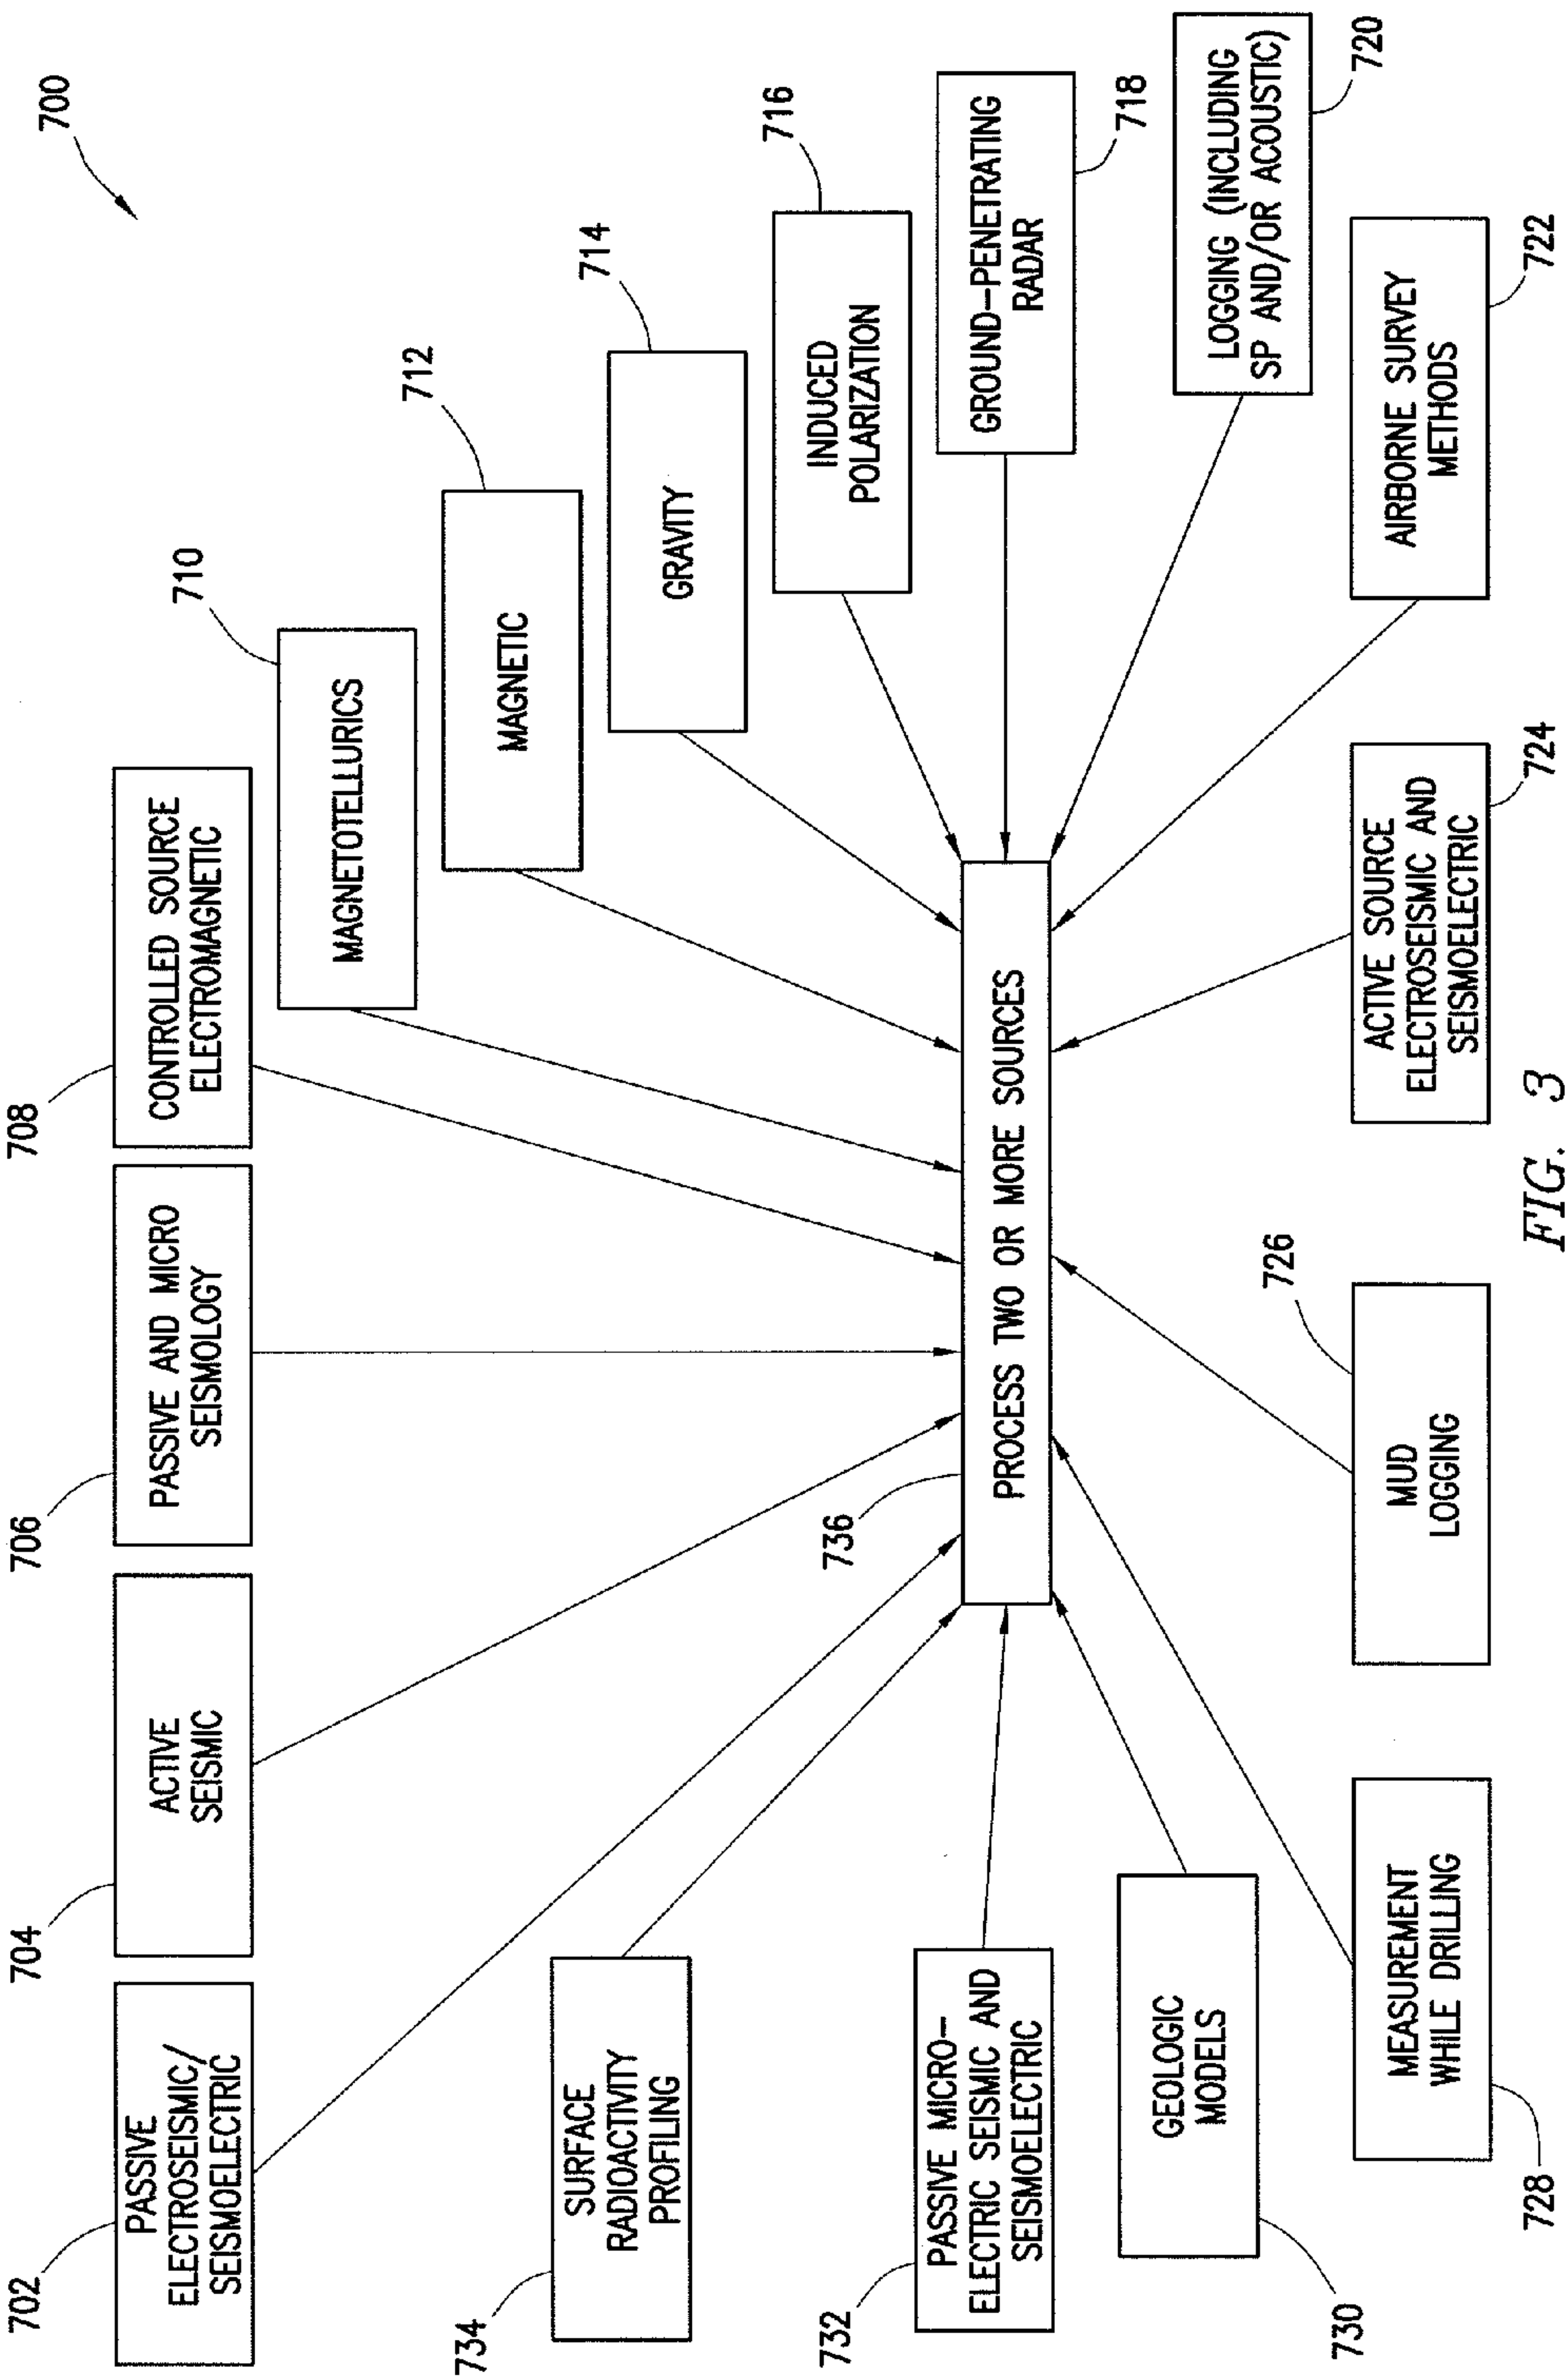 700
702
PASSIVE
ELECTROSEISMIC/
SEISMOELECTRIC
704
ACTIVE
SEISMIC
706
PASSIVE AND MICRO
SEISMOLOGY
708
CONTROLLED SOURCE
ELECTROMAGNETIC
710
MAGNETOTELLURICS
712
MAGNETIC
714
GRAVITY
716
INDUCED
POLARIZATION
GROUND-PENETRATING
RADAR
718
LOGGING (INCLUDING
SP AND/OR ACOUSTIC)
720
AIRBORNE SURVEY
METHODS
722
ACTIVE SOURCE
ELECTROSEISMIC AND
SEISMOELECTRIC
724
726
MUD
LOGGING
MEASUREMENT
WHILE DRILLING
728
GEOLOGIC
MODELS
730
732
PASSIVE MICRO-
ELECTRIC SEISMIC AND
SEISMOELECTRIC
734
SURFACE
RADIOACTIVITY
PROFILING
736
PROCESS TWO OR MORE SOURCES
FIG. 3